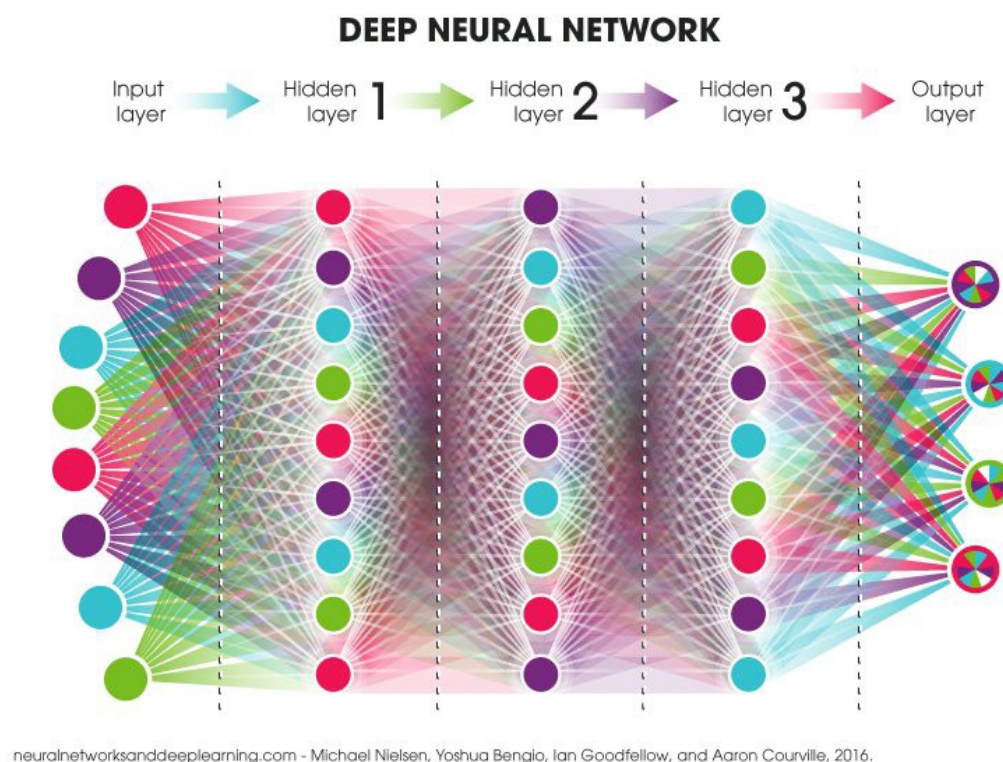 DEEP NEURAL NETWORK
Input layer
Hidden layer 1
Hidden layer 2
Hidden layer 3
Output layer
neuralnetworksanddeeplearning.com - Michael Nielsen, Yoshua Bengio, Ian Goodfellow, and Aaron Courville, 2016.